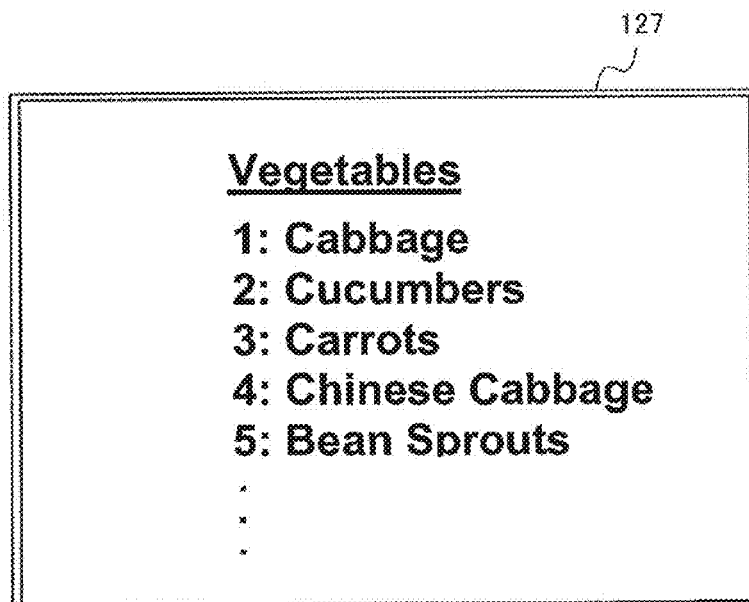 127
Vegetables
1: Cabbage
2: Cucumbers
3: Carrots
4: Chinese Cabbage
5: Bean Sprouts
.
.
.